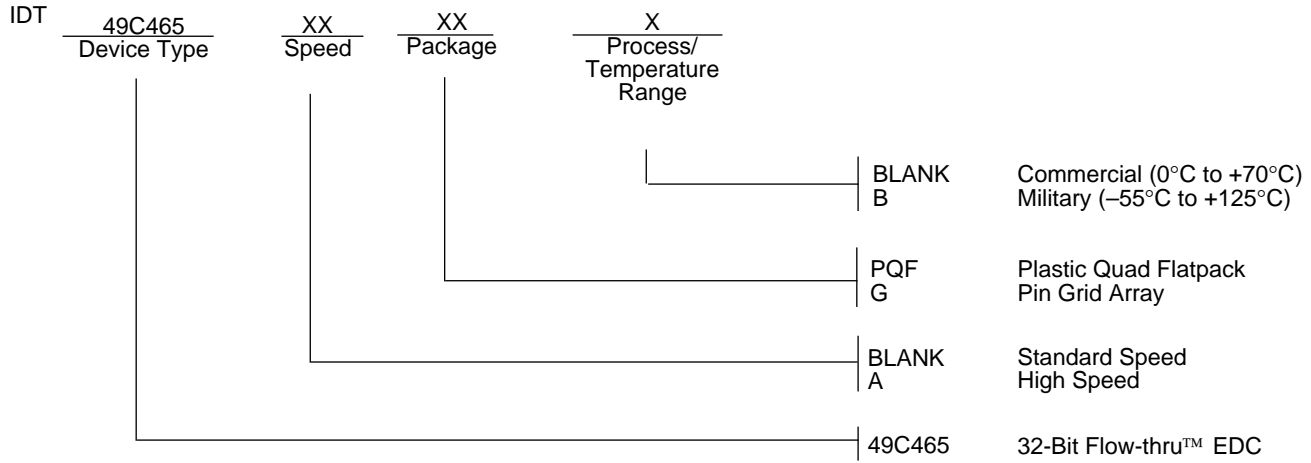 IDT 49C465 XX XX X
Device Type Speed Package Process/
Temperature
Range
BLANK Commercial (0°C to +70°C)
B Military (–55°C to +125°C)
PQF Plastic Quad Flatpack
G Pin Grid Array
BLANK Standard Speed
A High Speed
49C465 32-Bit Flow-thru™ EDC